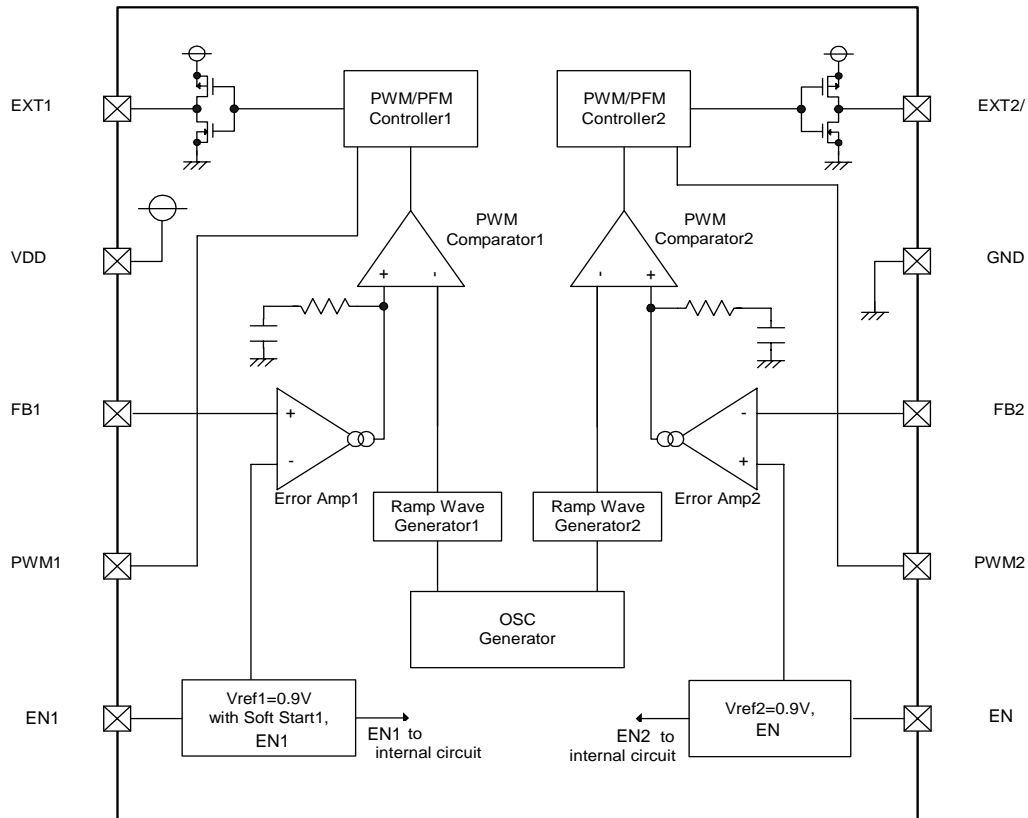 PWM/PFM
Controller1
PWM/PFM
Controller2
EXT1
EXT2/
PWM
Comparator1
PWM
Comparator2
VDD
GND
+ -
- +
FB1
+
-
Error Amp1
FB2
-
+
Error Amp2
Ramp Wave
Generator1
Ramp Wave
Generator2
PWM1
PWM2
OSC
Generator
EN1
Vref1=0.9V
with Soft Start1,
EN1
EN1 to
internal circuit
EN2 to
internal circuit
Vref2=0.9V,
EN
EN